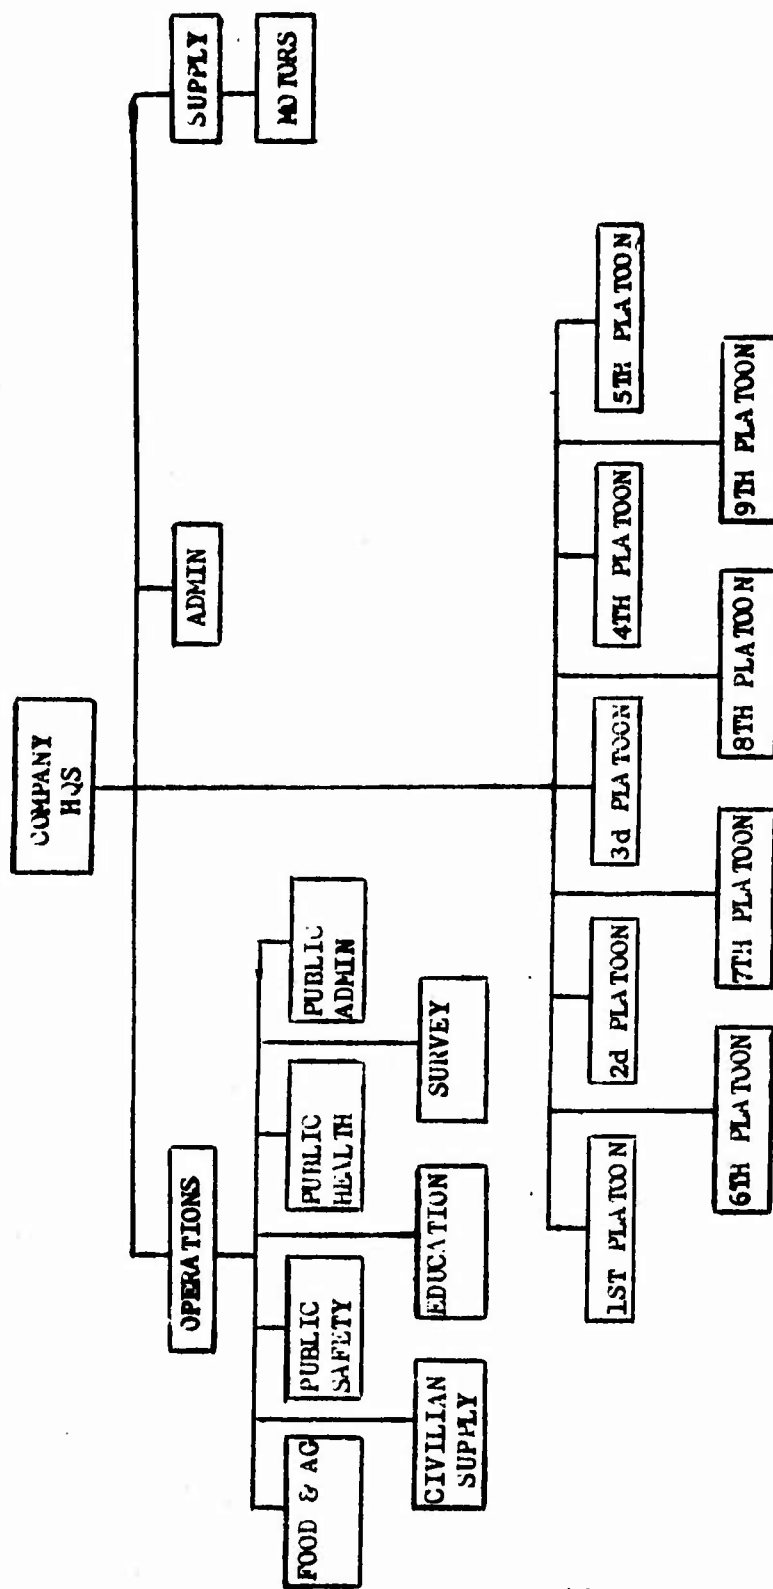 COMPANY
HQS
OPERATIONS
ADMIN
SUPPLY
MOTORS
FOOD & AG
PUBLIC
SAFETY
PUBLIC
HEALTH
PUBLIC
ADMIN
CIVILIAN
SUPPLY
EDUCATION
SURVEY
1ST PLATOON
2d PLATOON
3d PLATOON
4TH PLATOON
5TH PLATOON
6TH PLATOON
7TH PLATOON
8TH PLATOON
9TH PLATOON